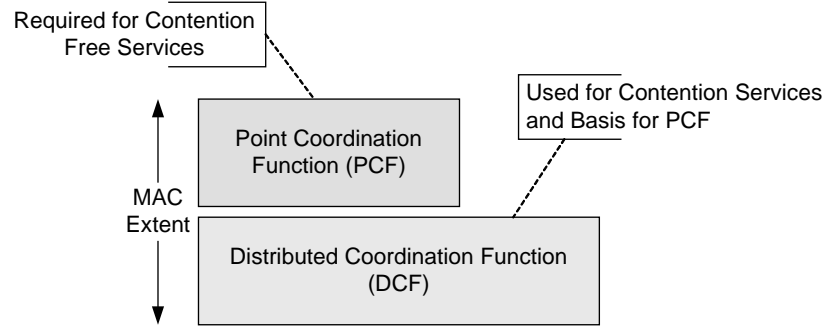 Required for Contention
Free Services
Used for Contention Services
and Basis for PCF
Point Coordination
Function (PCF)
MAC
Extent
Distributed Coordination Function
(DCF)